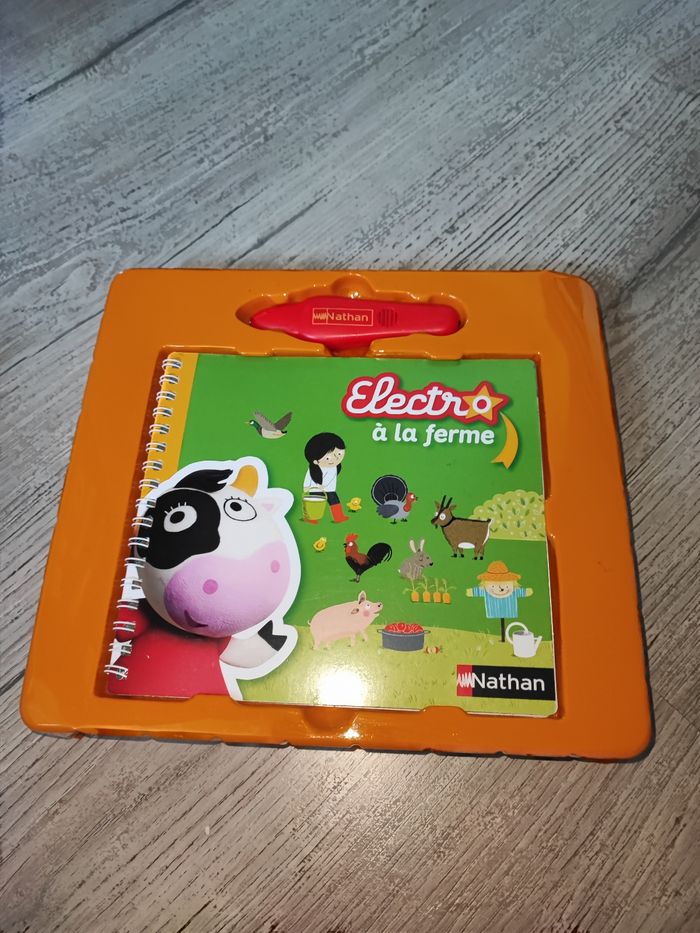 Nathan
Electro
à la ferme
Nathan